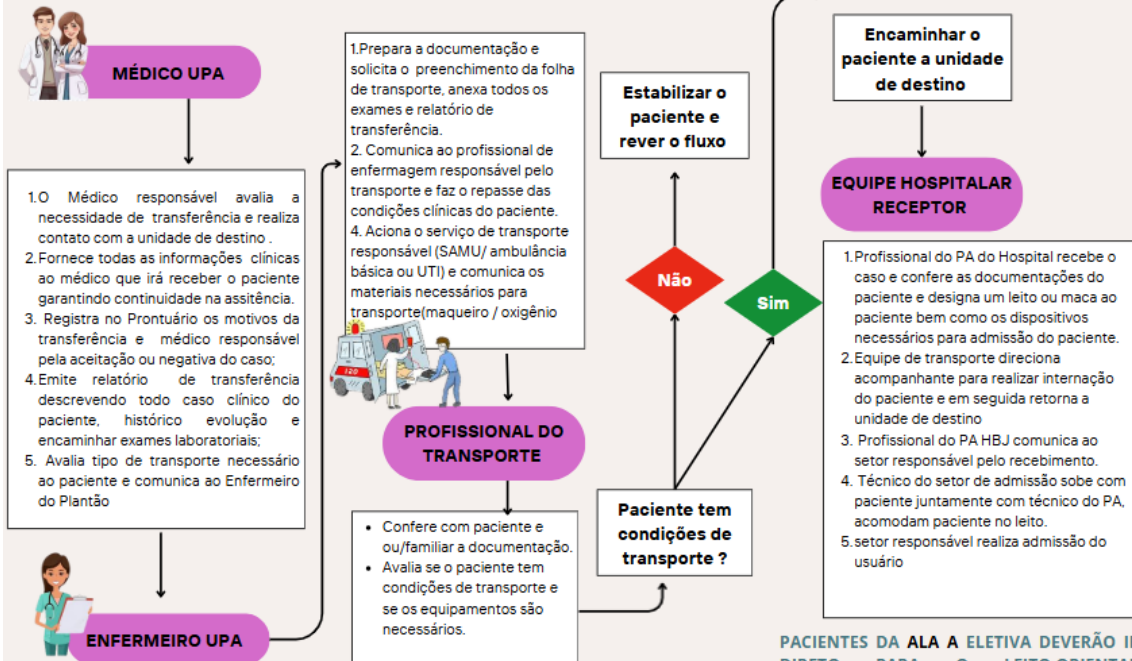 MÉDICO UPA
1.O Médico responsável avalia a
necessidade de transferência e realiza
contato com a unidade de destino .
2.Fornece todas as informações clínicas
ao médico que irá receber o paciente
garantindo continuidade na assitência.
3. Registra no Prontuário os motivos da
transferência e médico responsável
pela aceitação ou negativa do caso;
4.Emite relatório de transferência
descrevendo todo caso clínico do
paciente, histórico evolução e
encaminhar exames laboratoriais;
5. Avalia tipo de transporte necessário
ao paciente e comunica ao Enfermeiro
do Plantão
ENFERMEIRO UPA
1.Prepara a documentação e
solicita o preenchimento da folha
de transporte, anexa todos os
exames e relatório de
transferência.
2. Comunica ao profissional de
enfermagem responsável pelo
transporte e faz o repasse das
condições clínicas do paciente.
4. Aciona o serviço de transporte
responsável (SAMU/ ambulância
básica ou UTI) e comunica os
materiais necessários para
transporte(maqueiro / oxigênio
120
PROFISSIONAL DO
TRANSPORTE
• Confere com paciente e
ou/familiar a documentação.
• Avalia se o paciente tem
condições de transporte e
se os equipamentos são
necessários.
Paciente tem
condições de
transporte ?
Não
Estabilizar o
paciente e
rever o fluxo
Sim
Encaminhar o
paciente a unidade
de destino
EQUIPE HOSPITALAR
RECEPTOR
1.Profissional do PA do Hospital recebe o
caso e confere as documentações do
paciente e designa um leito ou maca ao
paciente bem como os dispositivos
necessários para admissão do paciente.
2.Equipe de transporte direciona
acompanhante para realizar internação
do paciente e em seguida retorna a
unidade de destino
3. Profissional do PA HBJ comunica ao
setor responsável pelo recebimento.
4. Técnico do setor de admissão sobe com
paciente juntamente com técnico do PA,
acomodam paciente no leito.
5.setor responsável realiza admissão do
usuário
PACIENTES DA ALA A ELETIVA DEVERÃO